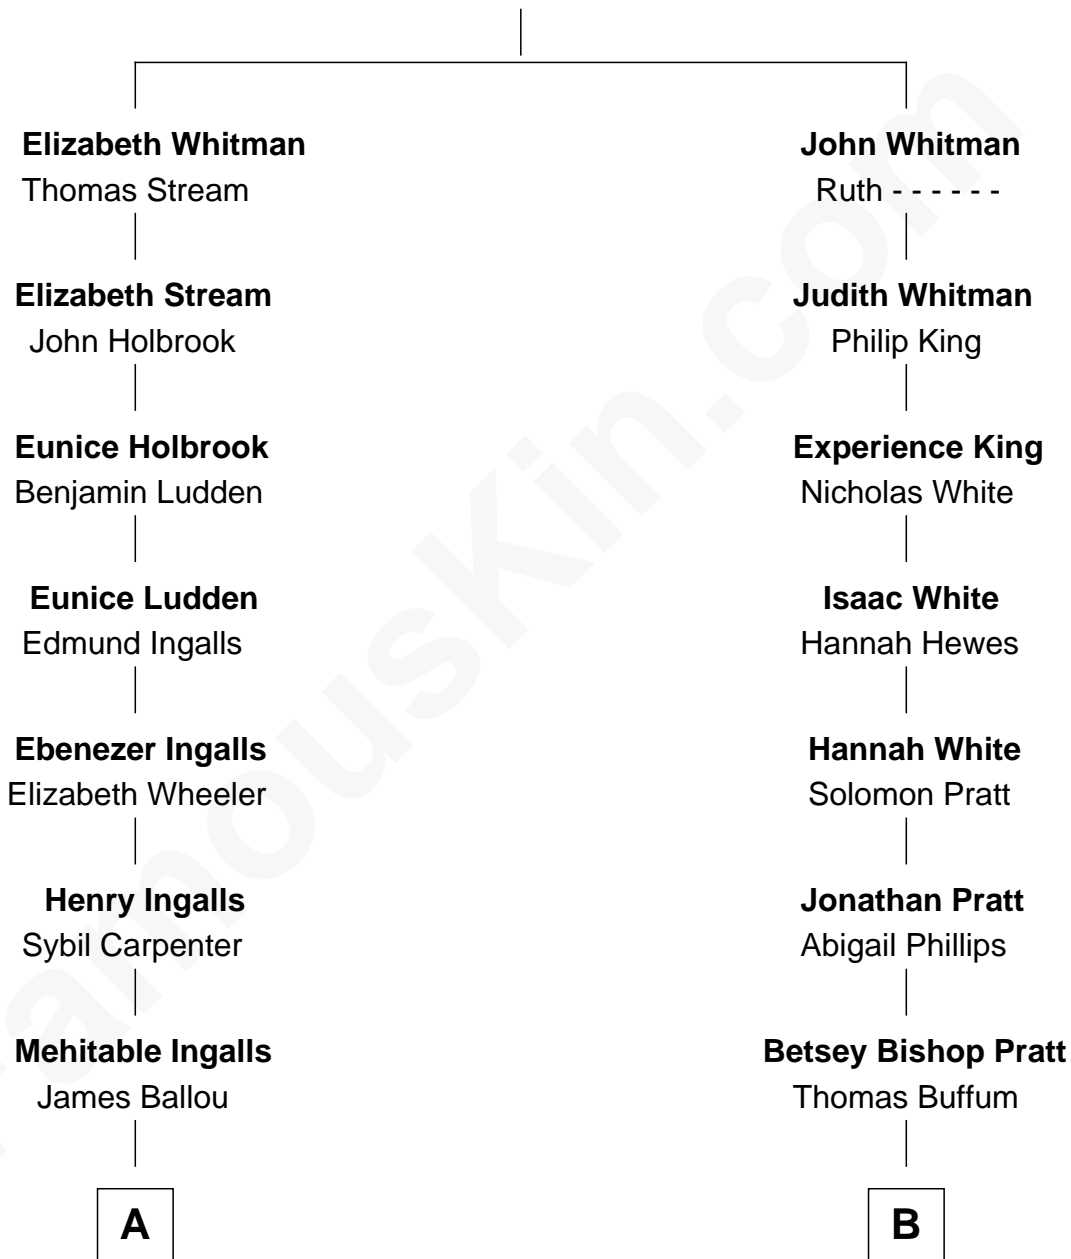 Elizabeth Whitman
Thomas Stream
Elizabeth Stream
John Holbrook
Eunice Holbrook
Benjamin Ludden
Eunice Ludden
Edmund Ingalls
Ebenezer Ingalls
Elizabeth Wheeler
Henry Ingalls
Sybil Carpenter
Mehitable Ingalls
James Ballou
A
John Whitman
Ruth - - - - - -
Judith Whitman
Philip King
Experience King
Nicholas White
Isaac White
Hannah Hewes
Hannah White
Solomon Pratt
Jonathan Pratt
Abigail Phillips
Betsey Bishop Pratt
Thomas Buffum
B
FamousKin.com